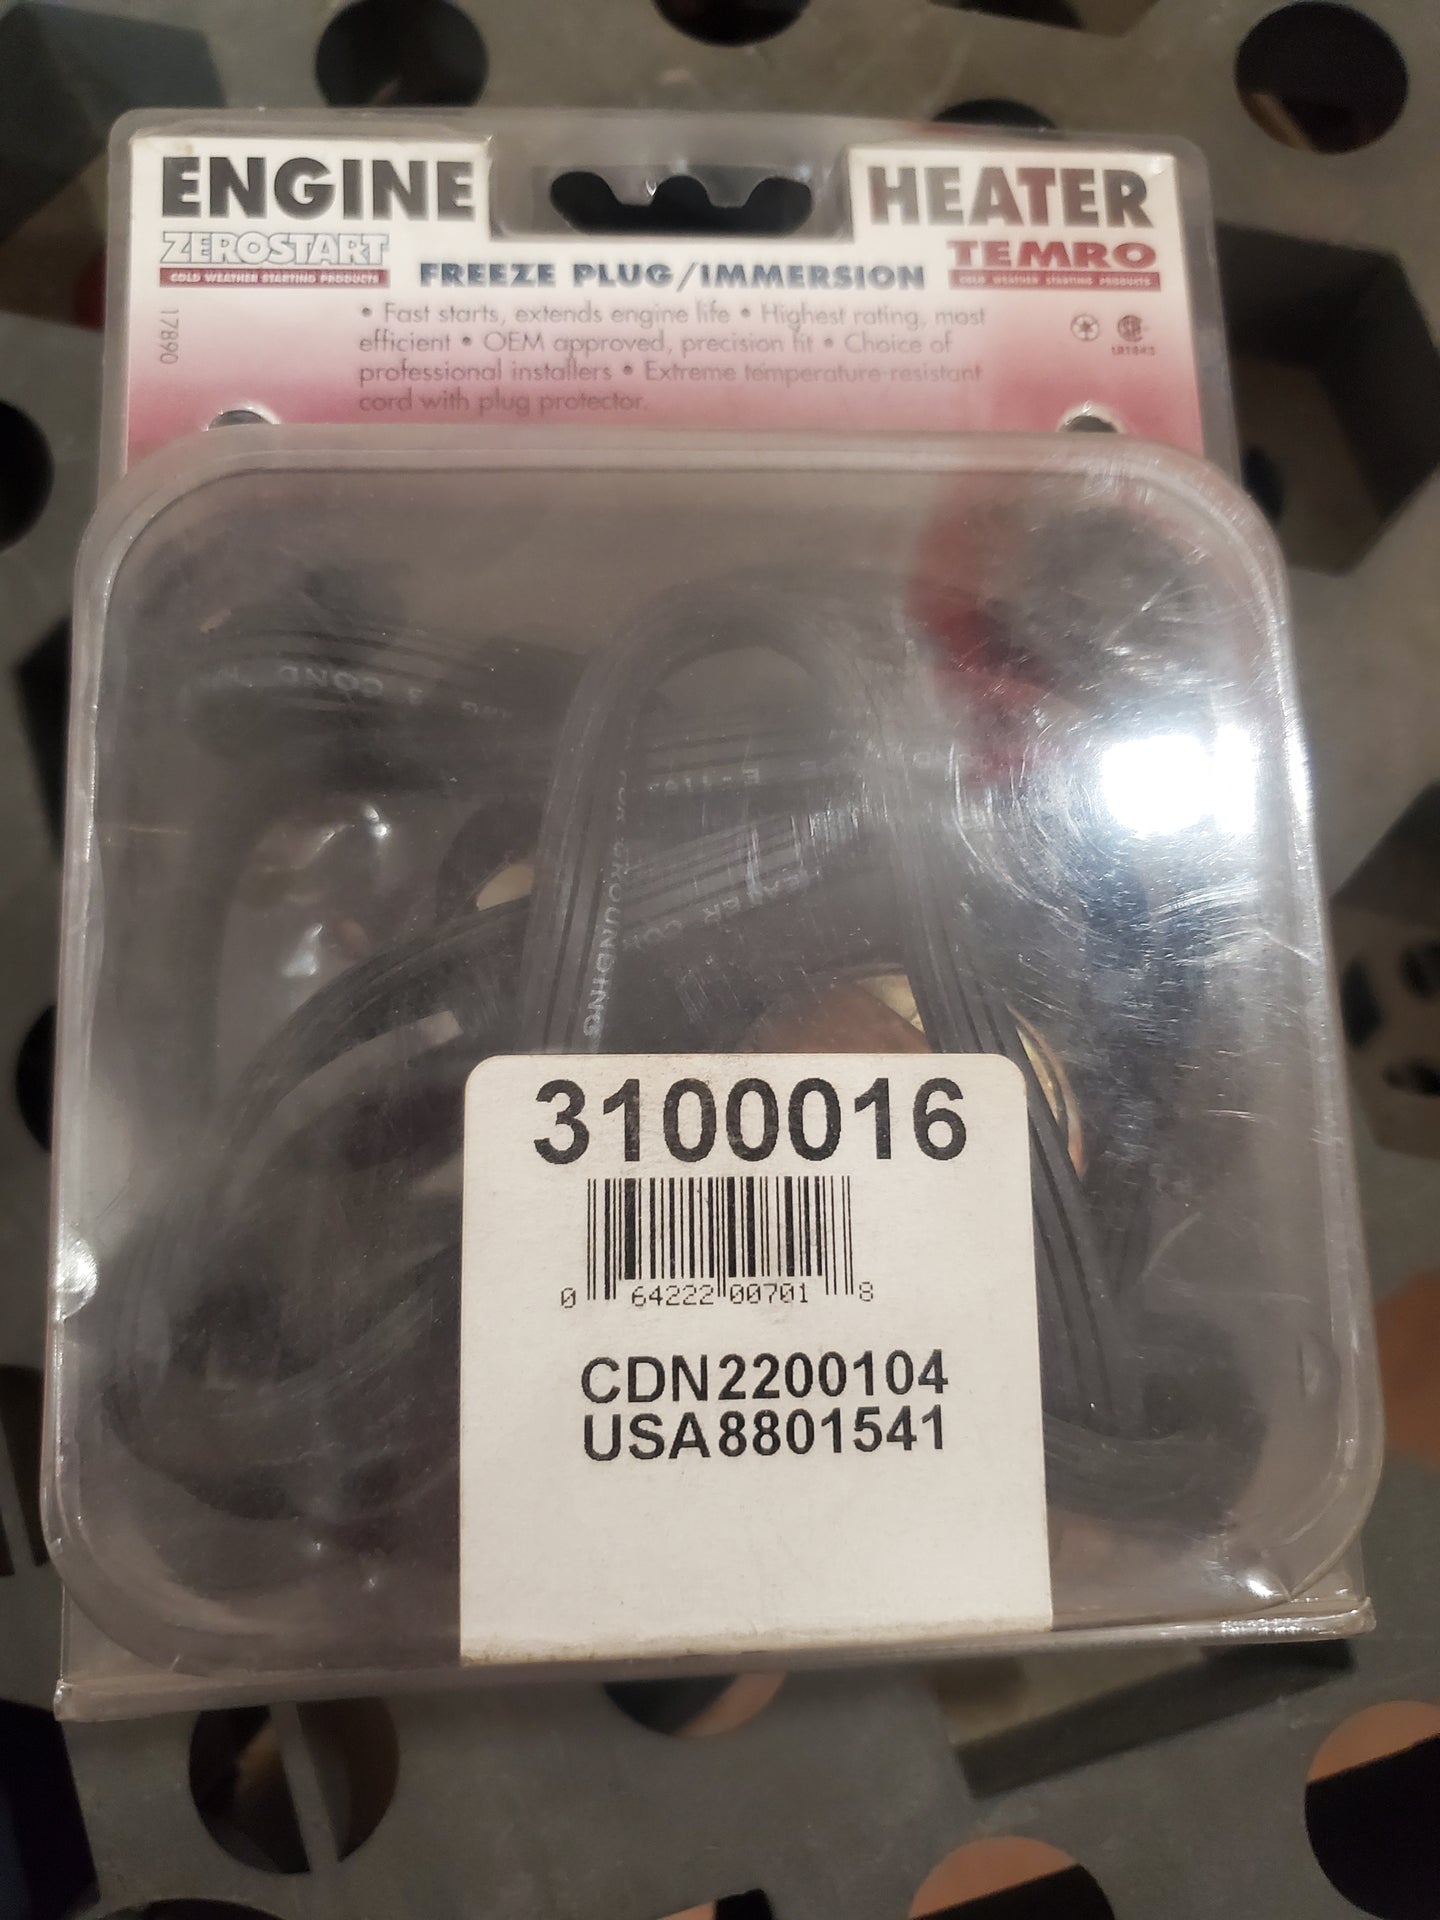 ENGINE HEATER
ZEROSTART
COLD WEATHER STARTING PRODUCTS
TEMRO
COLD WEATHER STARTING PRODUCTS
FREEZE PLUG/IMMERSION
• Fast starts, extends engine life • Highest rating, most
efficient • OEM approved, precision fit • Choice of
professional installers • Extreme temperature-resistant
cord with plug protector.
17890
COND
GROUNDING
3100016
0 64222 00701 8
CDN2200104
USA8801541